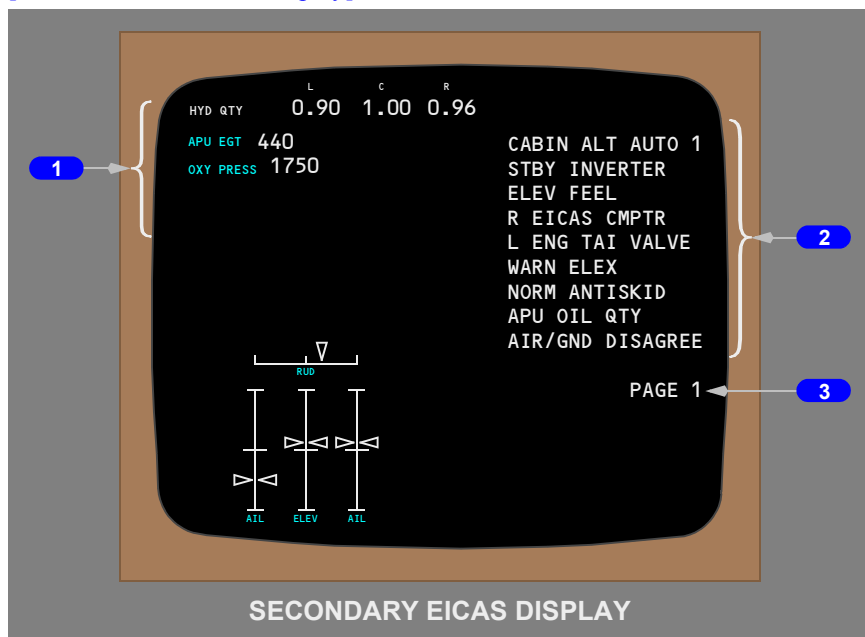 L C R
HYD QTY 0.90 1.00 0.96
APU EGT 440
OXY PRESS 1750
CABIN ALT AUTO 1
STBY INVERTER
ELEV FEEL
R EICAS CMPTR
L ENG TAI VALVE
WARN ELEX
NORM ANTISKID
APU OIL QTY
AIR/GND DISAGREE
1
2
RUD
PAGE 1
3
AIL ELEV AIL
SECONDARY EICAS DISPLAY